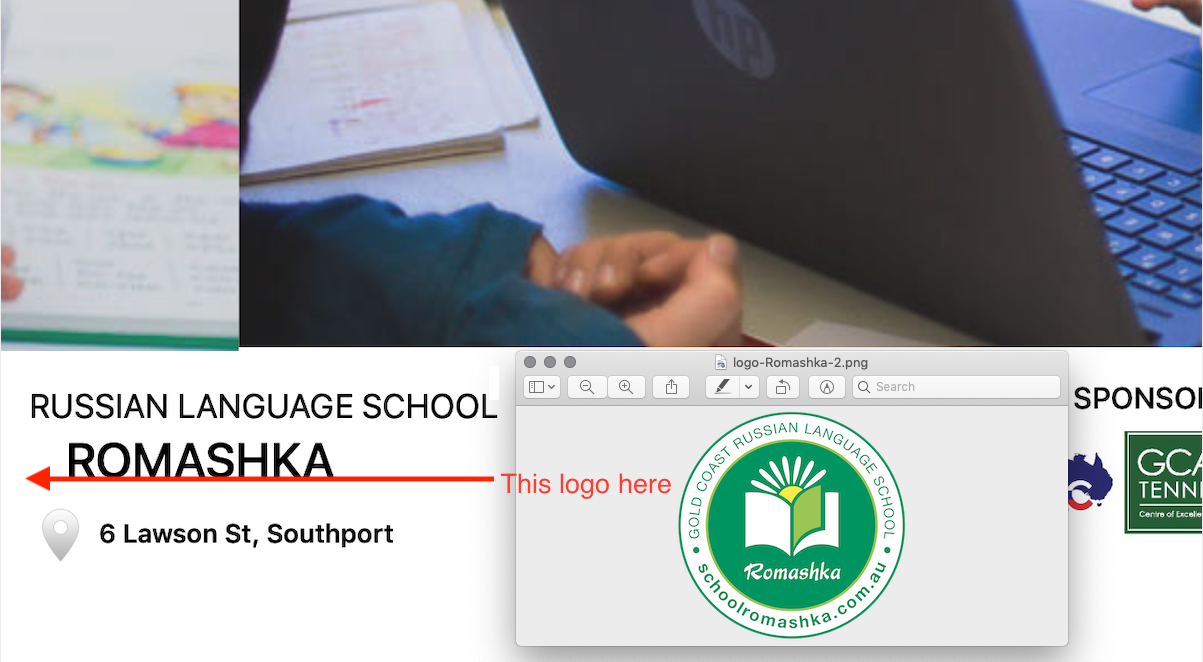 hp
logo-Romashka-2.png
Search
RUSSIAN LANGUAGE SCHOOL
ROMASHKA
This logo here
6 Lawson St, Southport
GOLD COAST RUSSIAN LANGUAGE SCHOOL
Romashka
• schoolromashka.com.au •
SPONSO
C
GCA
TENN
Centre of Excelle